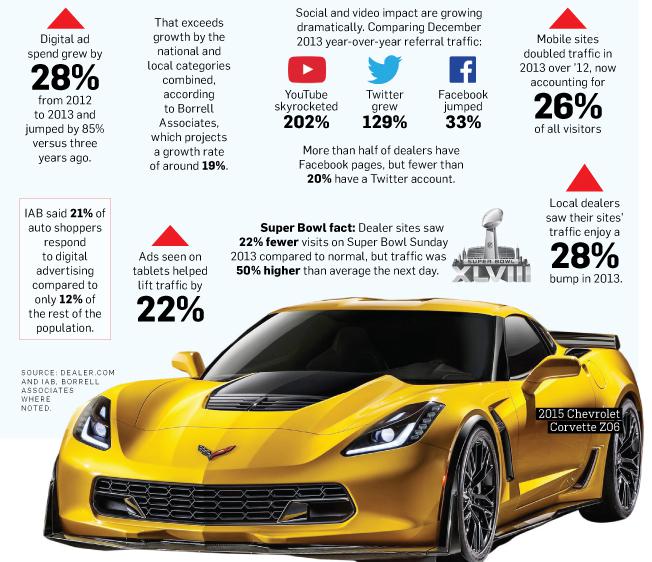 Digital ad
spend grew by
28%
from 2012
to 2013 and
jumped by 85%
versus three
years ago.
That exceeds
growth by the
national and
local categories
combined,
according
to Borrell
Associates,
which projects
a growth rate
of around 19%.
Social and video impact are growing
dramatically. Comparing December
2013 year-over-year referral traffic:
YouTube
skyrocketed
202%
Twitter
grew
129%
Facebook
jumped
33%
More than half of dealers have
Facebook pages, but fewer than
20% have a Twitter account.
Mobile sites
doubled traffic in
2013 over '12, now
accounting for
26%
of all visitors
IAB said 21% of
auto shoppers
respond
to digital
advertising
compared to
only 12% of
the rest of the
population.
Ads seen on
tablets helped
lift traffic by
22%
Super Bowl fact: Dealer sites saw
22% fewer visits on Super Bowl Sunday
2013 compared to normal, but traffic was
50% higher than average the next day.
SUPER BOWL
XLVIII
Local dealers
saw their sites'
traffic enjoy a
28%
bump in 2013.
SOURCE: DEALER.COM
AND IAB, BORRELL
ASSOCIATES
WHERE
NOTED.
2015 Chevrolet
Corvette Z06